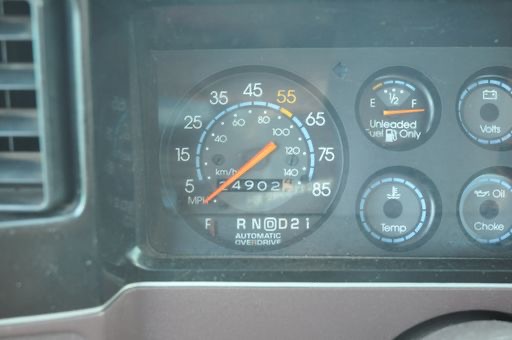 45
35 55
25 65
15 75
5 85
MPH
80
60 100
40 120
20 140
km/h
24902
P R N D D 2 1
AUTOMATIC
OVERDRIVE
E 1/2 F
Unleaded
Fuel Only
Volts
Temp
Oil
Choke